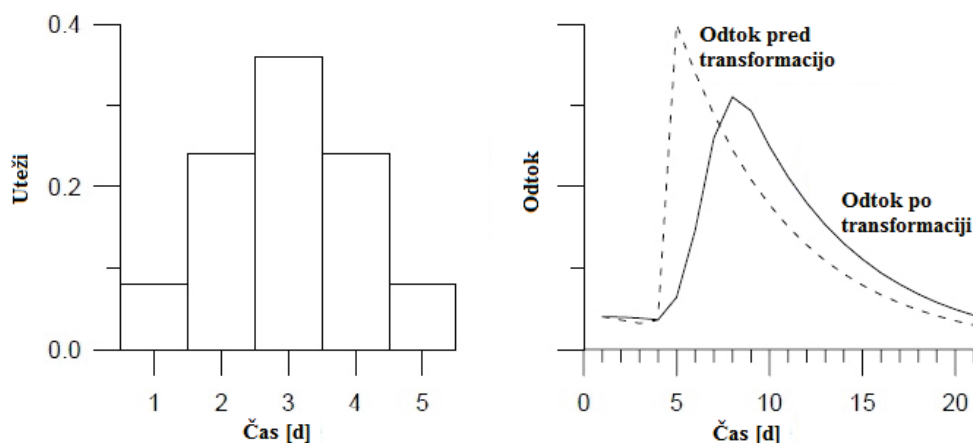 0.4
0.2
0.0
Uteži
1 2 3 4 5
Čas [d]
Odtok pred
transformacijo
Odtok po
transformaciji
Odtok
0 5 10 15 20
Čas [d]